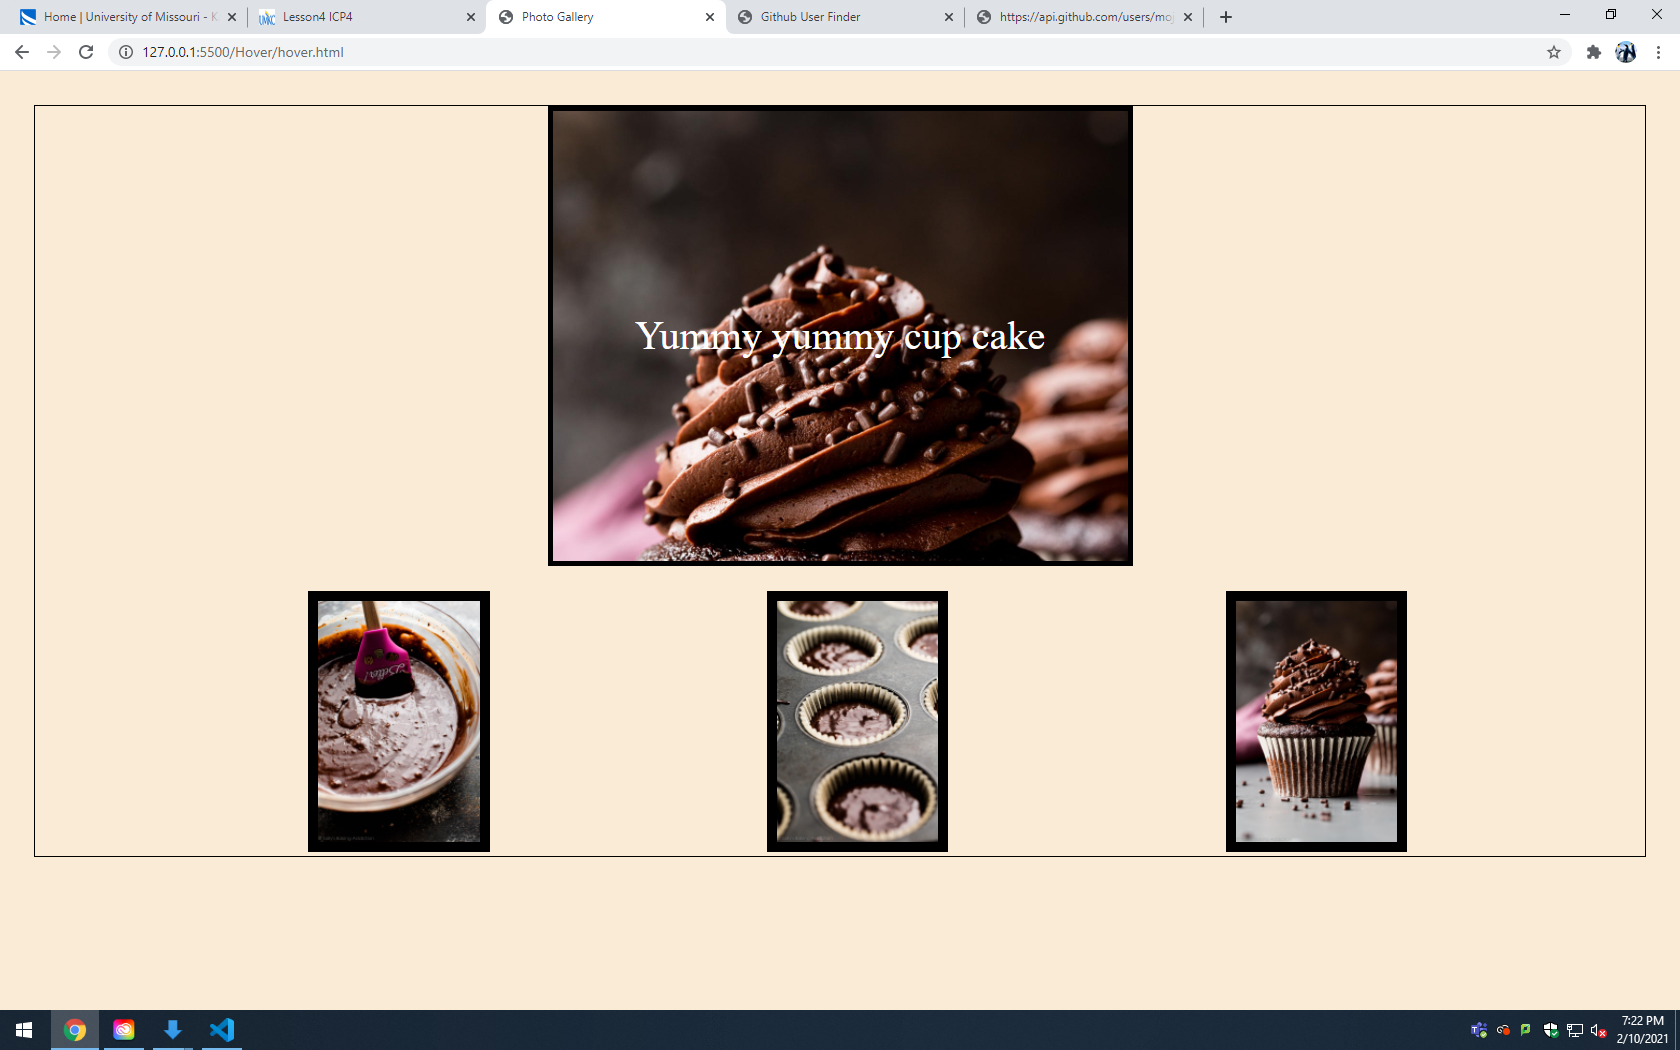 Home | University of Missouri - K
Lesson4 ICP4
Photo Gallery
Github User Finder
https://api.github.com/users/moj
127.0.0.1:5500/Hover/hover.html
Yummy yummy cup cake
7:22 PM
2/10/2021